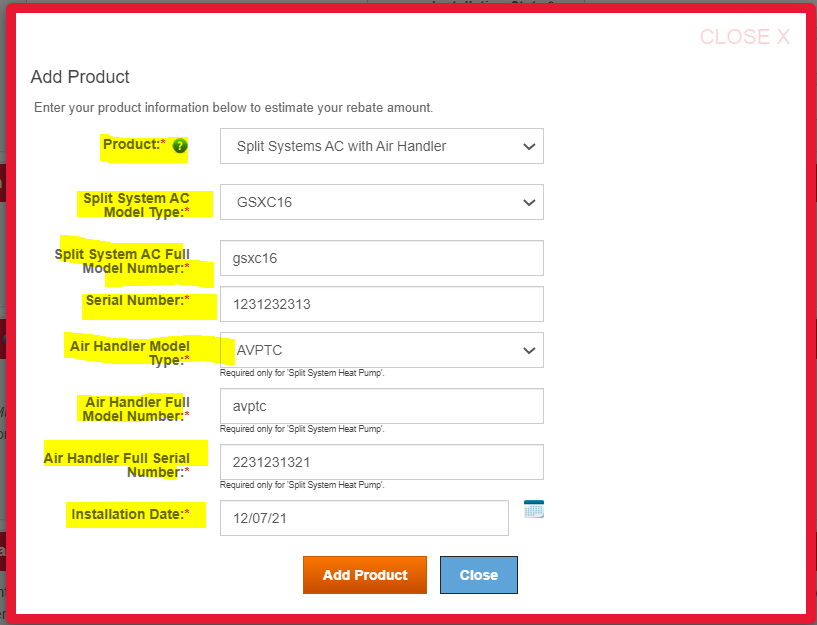 CLOSE X
Add Product
Enter your product information below to estimate your rebate amount.
Product:* ? Split Systems AC with Air Handler
Split System AC
Model Type:* GSXC16
Split System AC Full
Model Number:* gsxc16
Serial Number:* 1231232313
Air Handler Model
Type:* AVPTC
Required only for 'Split System Heat Pump'.
Air Handler Full
Model Number:* avptc
Required only for 'Split System Heat Pump'.
Air Handler Full Serial
Number:* 2231231321
Required only for 'Split System Heat Pump'.
Installation Date:* 12/07/21
Add Product Close